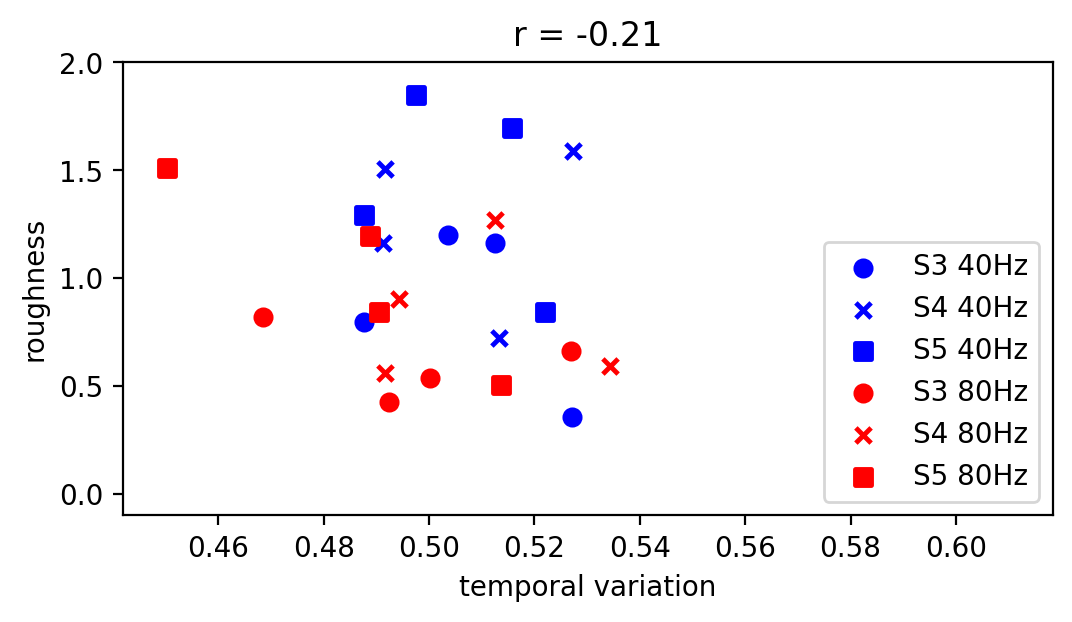 r = -0.21
roughness
2.0
1.5
1.0
0.5
0.0
S3 40Hz
S4 40Hz
S5 40Hz
S3 80Hz
S4 80Hz
S5 80Hz
0.46 0.48 0.50 0.52 0.54 0.56 0.58 0.60
temporal variation